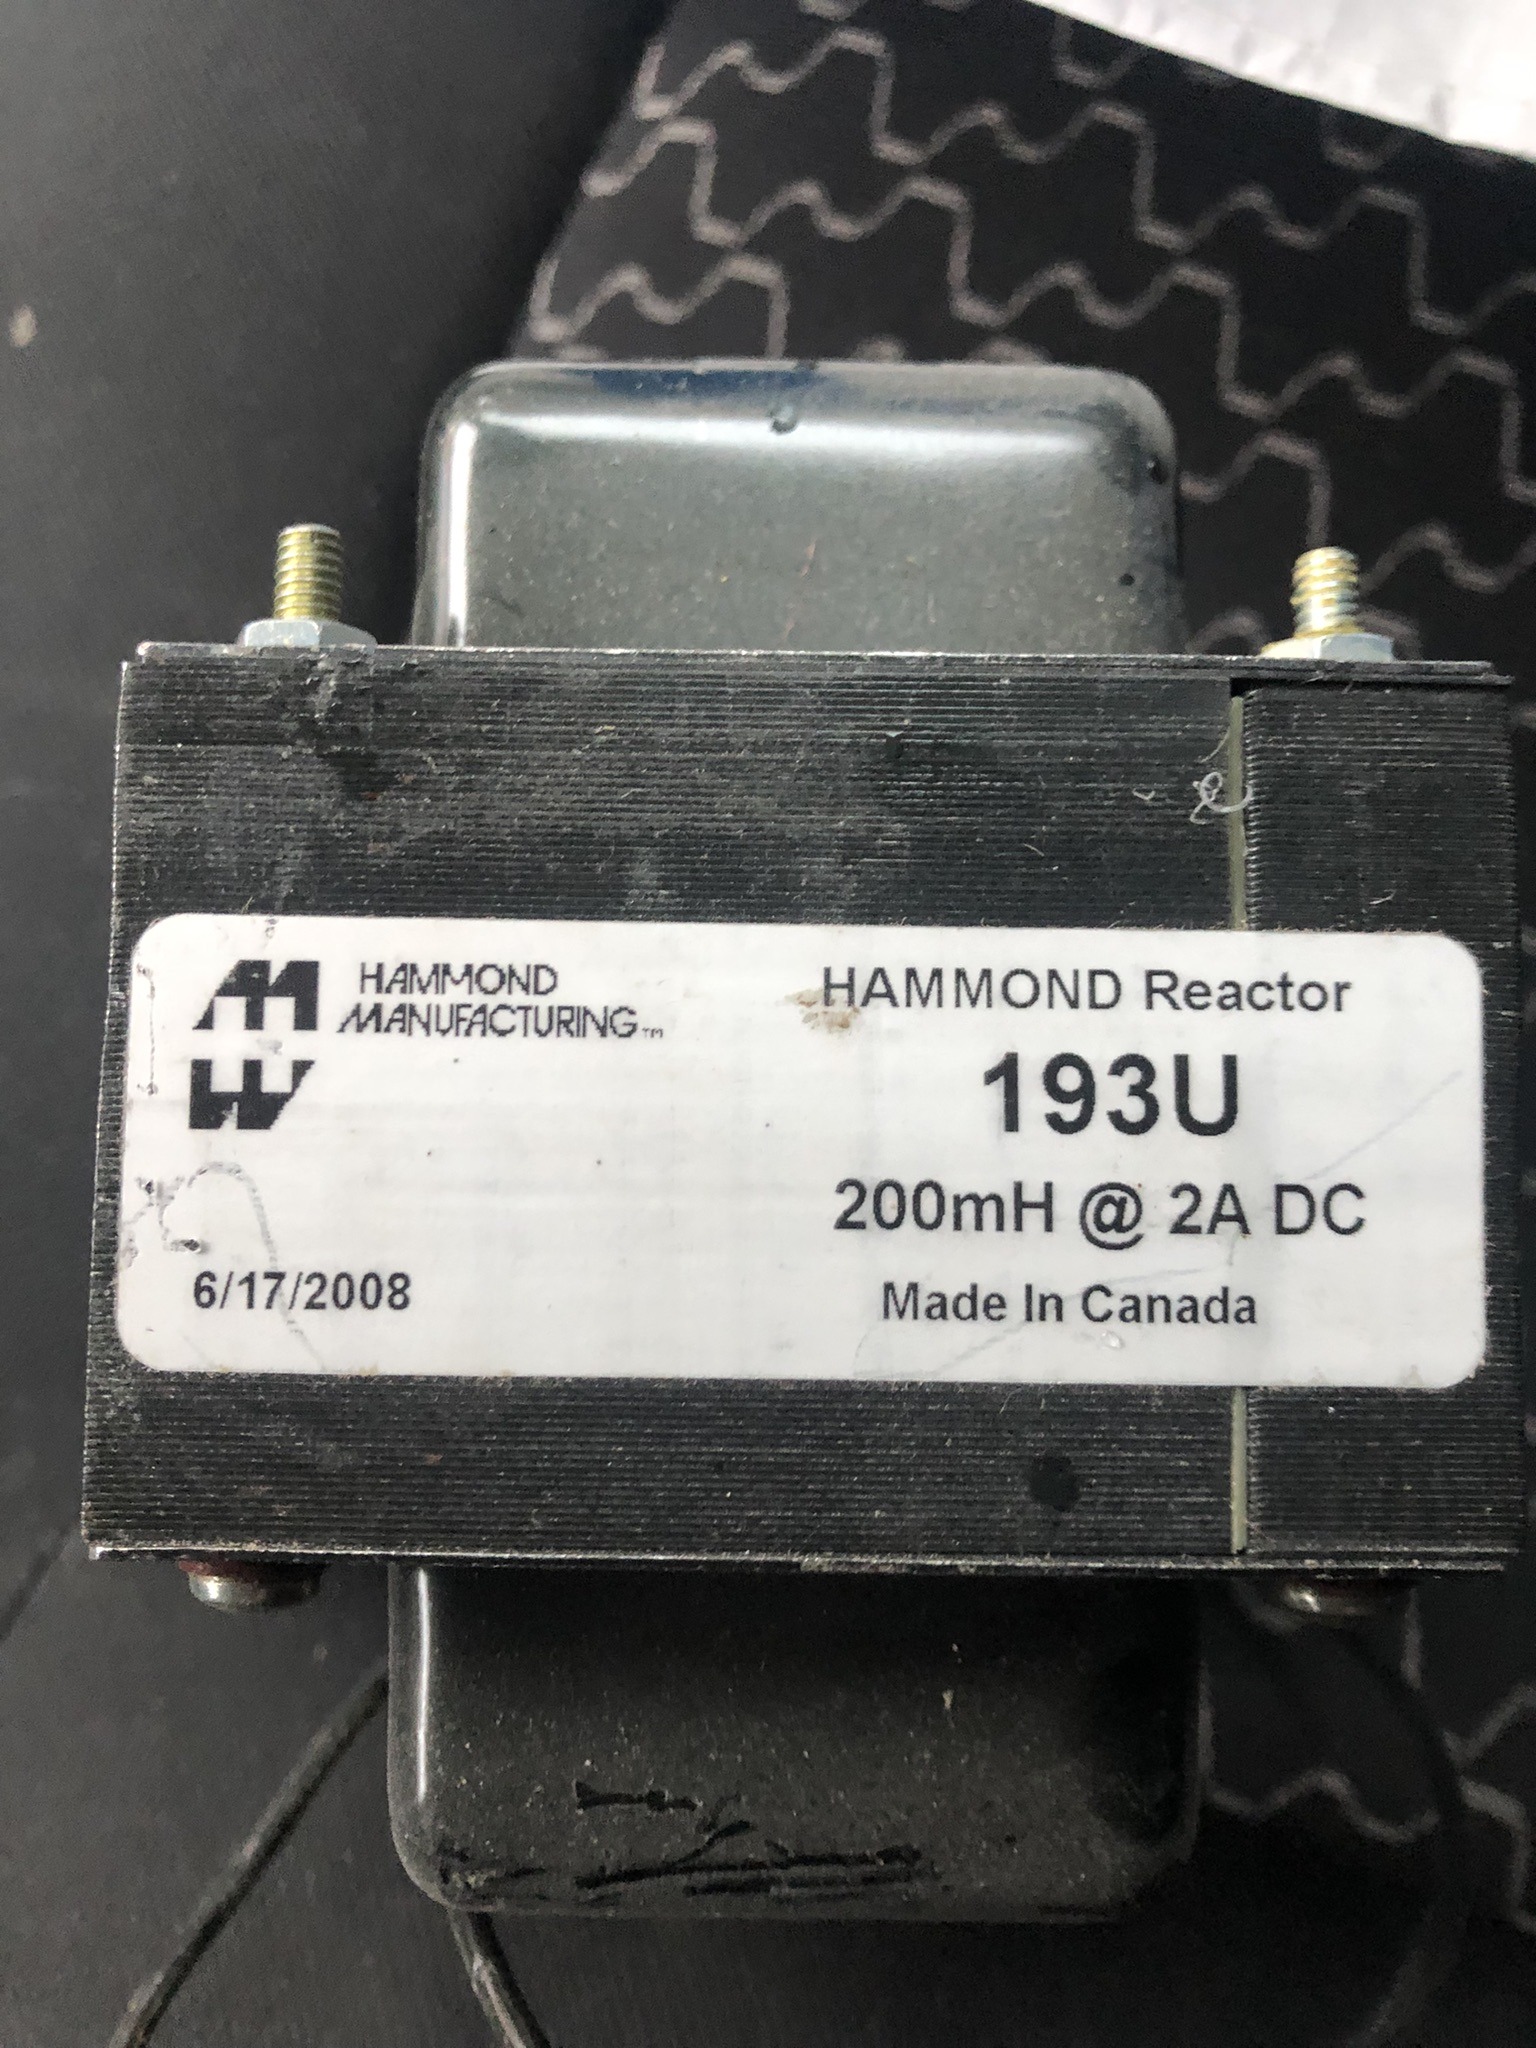 HAMMOND
MANUFACTURING™
HAMMOND Reactor
193U
200mH @ 2A DC
6/17/2008
Made In Canada